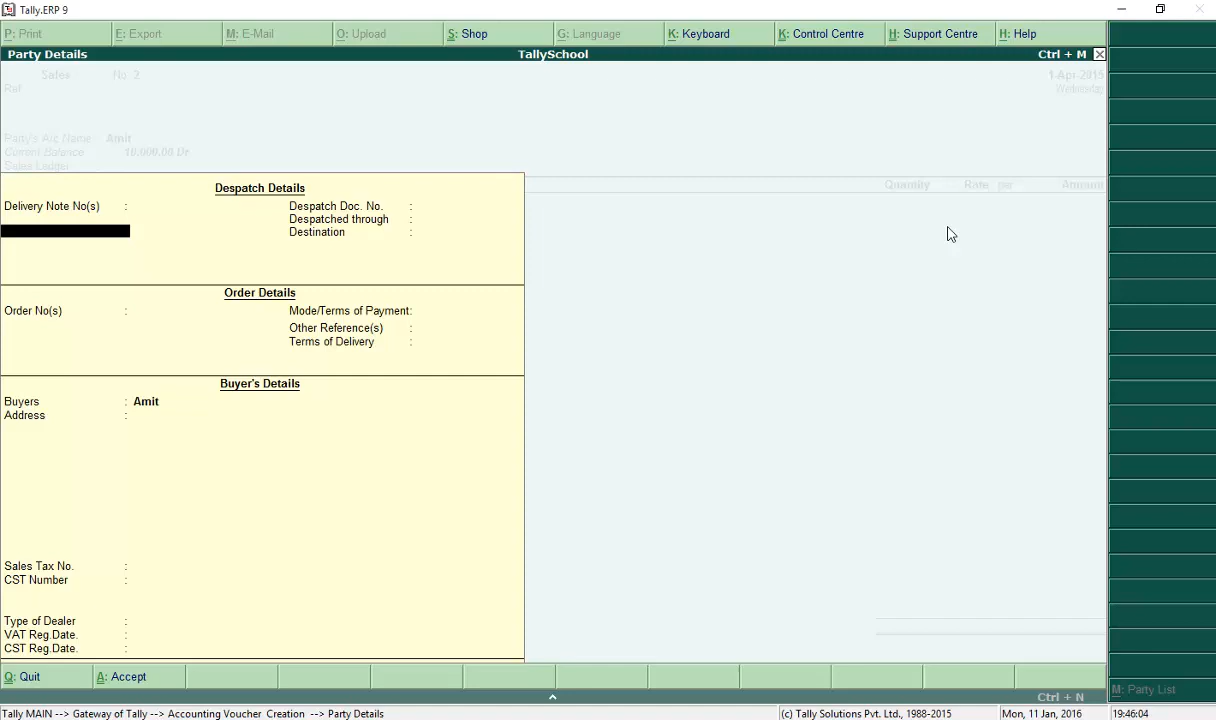 Tally.ERP 9
P: Print E: Export M: E-Mail O: Upload S: Shop G: Language K: Keyboard K: Control Centre H: Support Centre H: Help
Party Details TallySchool Ctrl + M
Sales No. 2 1-Apr-2015
Ref Wednesday
Party's A/c Name : Amit
Current Balance : 10,000.00 Dr
Sales Ledger
Quantity Rate per Amount
Despatch Details
Delivery Note No(s) : Despatch Doc. No. :
Despatched through :
Destination :
Order Details
Order No(s) : Mode/Terms of Payment:
Other Reference(s) :
Terms of Delivery :
Buyer's Details
Buyers : Amit
Address :
Sales Tax No. :
CST Number :
Type of Dealer :
VAT Reg.Date. :
CST Reg.Date. :
M: Party List
Q: Quit A: Accept
Ctrl + N
Tally MAIN --> Gateway of Tally --> Accounting Voucher Creation --> Party Details (c) Tally Solutions Pvt. Ltd., 1988-2015 Mon, 11 Jan, 2016 19:46:04